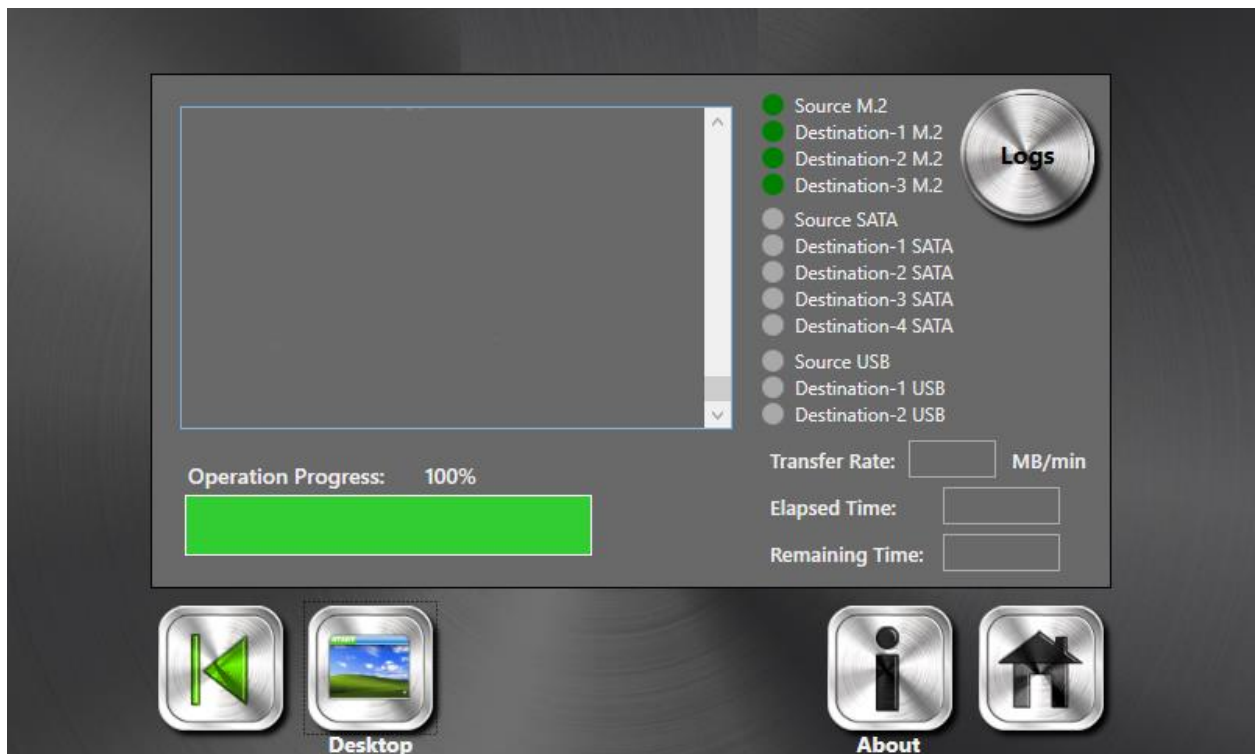 Source M.2
Destination-1 M.2
Destination-2 M.2
Destination-3 M.2
Logs
Source SATA
Destination-1 SATA
Destination-2 SATA
Destination-3 SATA
Destination-4 SATA
Source USB
Destination-1 USB
Destination-2 USB
Operation Progress: 100%
Transfer Rate: MB/min
Elapsed Time:
Remaining Time:
START
Desktop
About